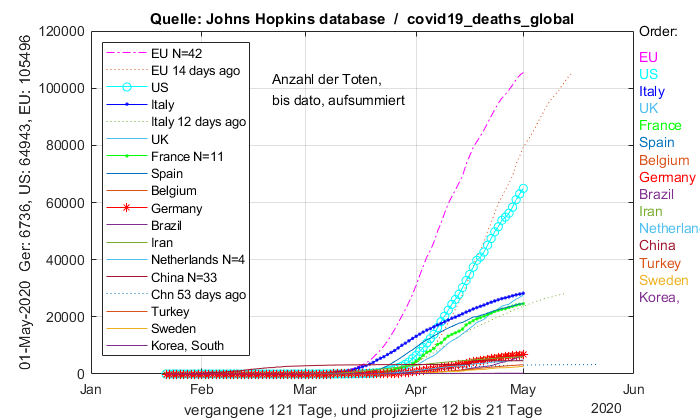 Quelle: Johns Hopkins database / covid19_deaths_global
Order:
120000
100000
80000
60000
40000
20000
0
01-May-2020 Ger: 6736, US: 64943, EU: 105496
EU N=42
EU 14 days ago
US
Italy
Italy 12 days ago
UK
France N=11
Spain
Belgium
Germany
Brazil
Iran
Netherlands N=4
China N=33
Chn 53 days ago
Turkey
Sweden
Korea, South
Anzahl der Toten,
bis dato, aufsummiert
EU
US
Italy
UK
France
Spain
Belgium
Germany
Brazil
Iran
Netherlan
China
Turkey
Sweden
Korea,
Jan Feb Mar Apr May Jun
vergangene 121 Tage, und projizierte 12 bis 21 Tage
2020